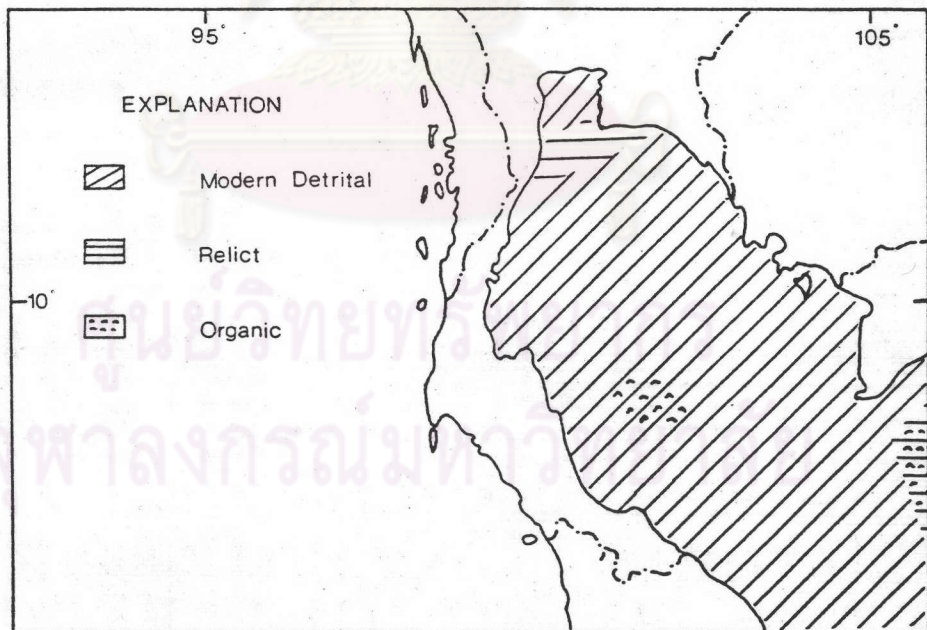 95°
105°
EXPLANATION
Modern Detrital
Relict
10°
Organic
ศูนย์วิทยทรัพยากร
จุฬาลงกรณ์มหาวิทยาลัย